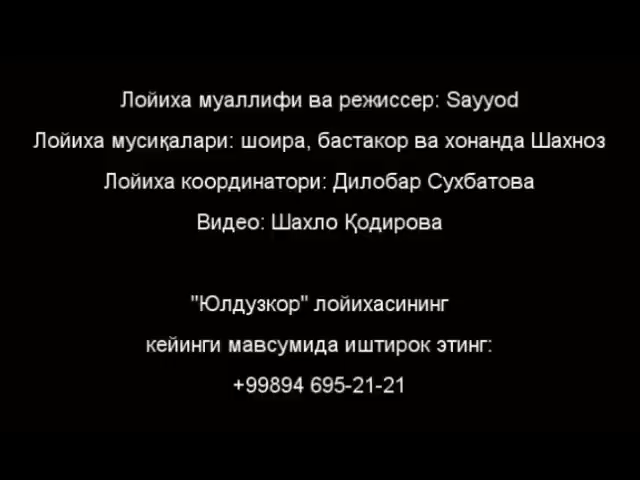 Лойиха муаллифи ва режиссер: Sayyod
Лойиха мусиқалари: шоира, бастакор ва хонанда Шахноз
Лойиха координатори: Дилобар Сухбатова
Видео: Шахло Қодирова
"Юлдузкор" лойихасининг
кейинги мавсумида иштирок этинг:
+99894 695-21-21